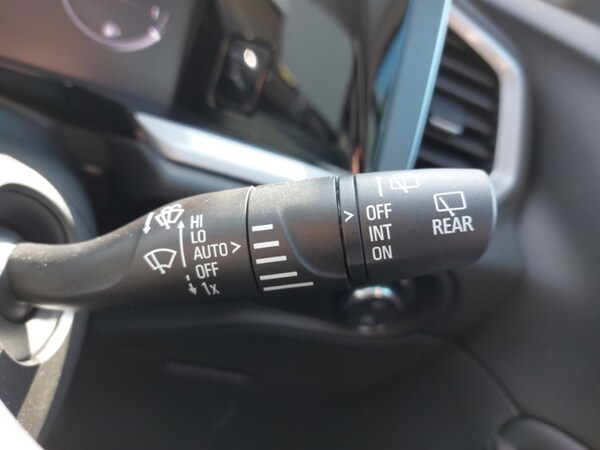 HI
LO
AUTO >
OFF
1x
>
OFF
INT
ON
REAR